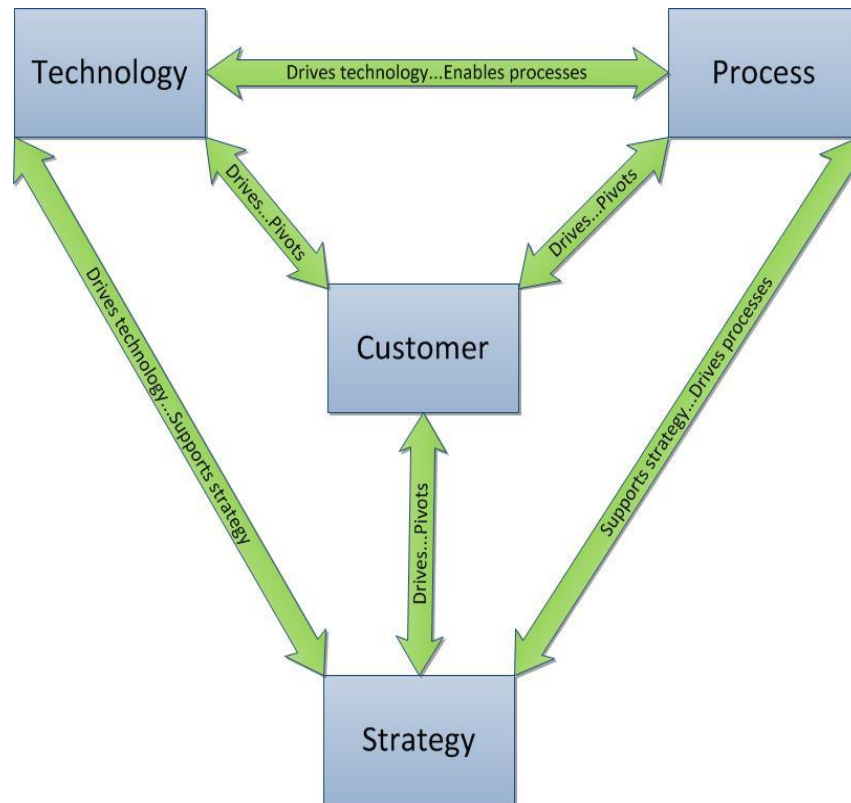 Technology
Drives technology...Enables processes
Process
Drives...Pivots
Drives...Pivots
Customer
Drives technology...Supports strategy
Drives...Pivots
Supports strategy...Drives processes
Strategy